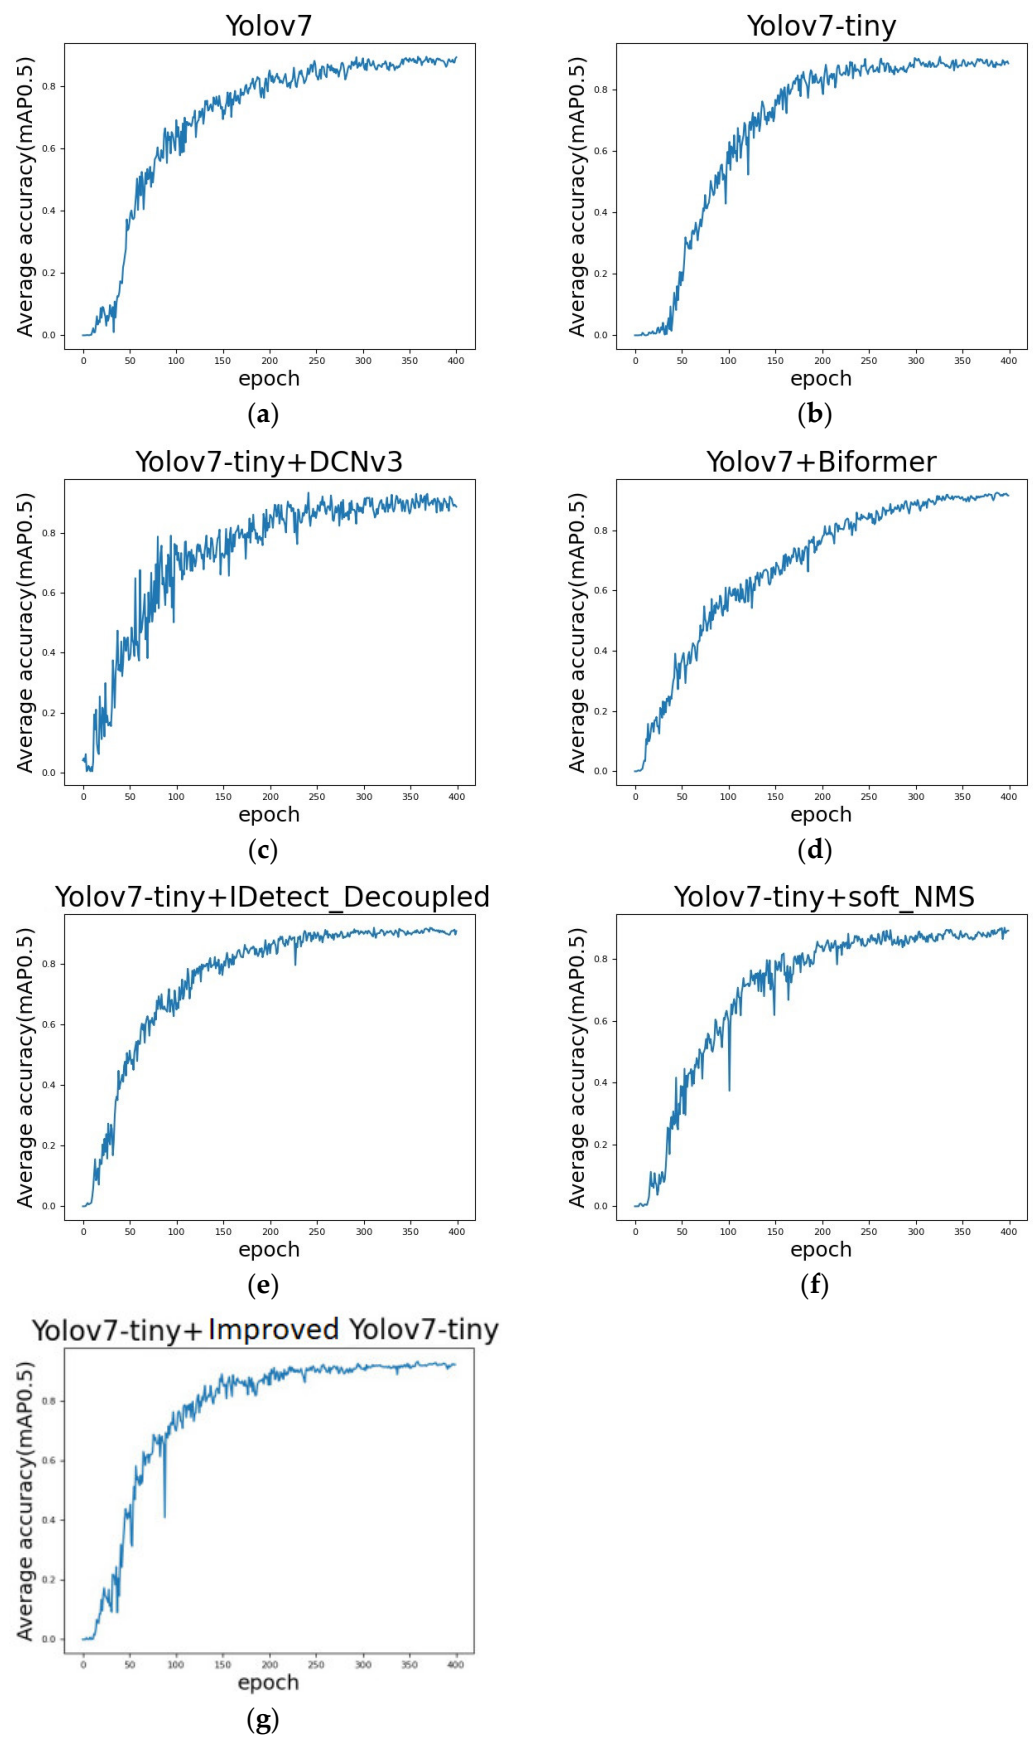 Yolov7
Average accuracy(mAP0.5)
0.8
0.6
0.4
0.2
0.0
0 50 100 150 200 250 300 350 400
epoch
(a)
Yolov7-tiny
Average accuracy(mAP0.5)
0.8
0.6
0.4
0.2
0.0
0 50 100 150 200 250 300 350 400
epoch
(b)
Yolov7-tiny+DCNv3
Average accuracy(mAP0.5)
0.8
0.6
0.4
0.2
0.0
0 50 100 150 200 250 300 350 400
epoch
(c)
Yolov7+Biformer
Average accuracy(mAP0.5)
0.8
0.6
0.4
0.2
0.0
0 50 100 150 200 250 300 350 400
epoch
(d)
Yolov7-tiny+IDetect_Decoupled
Average accuracy(mAP0.5)
0.8
0.6
0.4
0.2
0.0
0 50 100 150 200 250 300 350 400
epoch
(e)
Yolov7-tiny+soft_NMS
Average accuracy(mAP0.5)
0.8
0.6
0.4
0.2
0.0
0 50 100 150 200 250 300 350 400
epoch
(f)
Yolov7-tiny+Improved Yolov7-tiny
Average accuracy(mAP0.5)
0.8
0.6
0.4
0.2
0.0
0 50 100 150 200 250 300 350 400
epoch
(g)